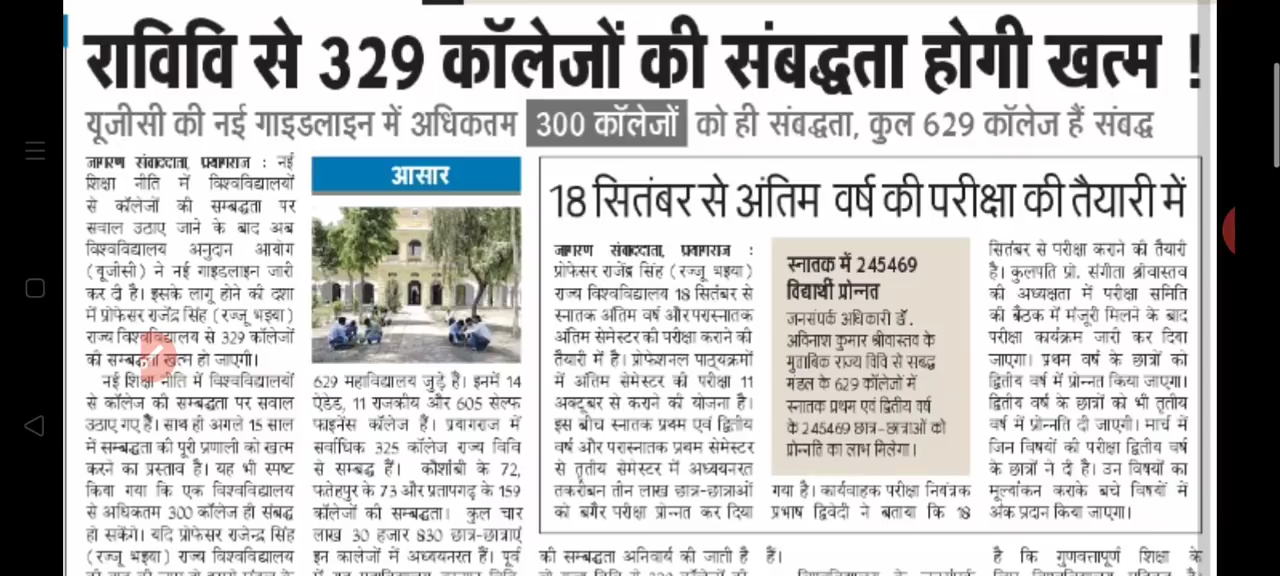 राविवि से 329 कॉलेजों की संबद्धता होगी खत्म !
यूजीसी की नई गाइडलाइन में अधिकतम 300 कॉलेजों को ही संबद्धता, कुल 629 कॉलेज हैं संबद्ध
जागरण संवाददाता, प्रयागराज : नई
शिक्षा नीति में विश्वविद्यालयों
से कॉलेजों की सम्बद्धता पर
सवाल उठाए जाने के बाद अब
विश्वविद्यालय अनुदान आयोग
(यूजीसी) ने नई गाइडलाइन जारी
कर दी है। इसके लागू होने की दशा
में प्रोफेसर राजेंद्र सिंह (रज्जू भइया)
राज्य विश्वविद्यालय से 329 कॉलेजों
की सम्बद्धता खत्म हो जाएगी।
नई शिक्षा नीति में विश्वविद्यालयों
से कॉलेज की सम्बद्धता पर सवाल
उठाए गए हैं। साथ ही अगले 15 साल
में सम्बद्धता की पूरी प्रणाली को खत्म
करने का प्रस्ताव है। यह भी स्पष्ट
किया गया कि एक विश्वविद्यालय
से अधिकतम 300 कॉलेज ही संबद्ध
हो सकेंगे। यदि प्रोफेसर राजेन्द्र सिंह
(रज्जू भइया) राज्य विश्वविद्यालय
आसार
629 महाविद्यालय जुड़े हैं। इनमें 14
ऐडेड, 11 राजकीय और 605 सेल्फ
फाइनेंस कॉलेज हैं। प्रयागराज में
सर्वाधिक 325 कॉलेज राज्य विवि
से सम्बद्ध हैं। कौशांबी के 72,
फतेहपुर के 73 और प्रतापगढ़ के 159
कॉलेजों की सम्बद्धता। कुल चार
लाख 30 हजार 830 छात्र-छात्राएं
इन कालेजों में अध्ययनरत हैं। पूर्व
18 सितंबर से अंतिम वर्ष की परीक्षा की तैयारी में
जागरण संवाददाता, प्रयागराज :
प्रोफेसर राजेंद्र सिंह (रज्जू भइया)
राज्य विश्वविद्यालय 18 सितंबर से
स्नातक अंतिम वर्ष और परास्नातक
अंतिम सेमेस्टर की परीक्षा कराने की
तैयारी में है। प्रोफेशनल पाठ्यक्रमों
में अंतिम सेमेस्टर की परीक्षा 11
अक्टूबर से कराने की योजना है।
इस बीच स्नातक प्रथम एवं द्वितीय
वर्ष और परास्नातक प्रथम सेमेस्टर
से तृतीय सेमेस्टर में अध्ययनरत
तकरीबन तीन लाख छात्र-छात्राओं
को बगैर परीक्षा प्रोन्नत कर दिया
स्नातक में 245469
विद्यार्थी प्रोन्नत
जनसंपर्क अधिकारी डॉ.
अविनाश कुमार श्रीवास्तव के
मुताबिक राज्य विवि से सबद्ध
मंडल के 629 कॉलेजों में
स्नातक प्रथम एवं द्वितीय वर्ष
के 245469 छात्र-छात्राओं को
प्रोन्नति का लाभ मिलेगा।
गया है। कार्यवाहक परीक्षा नियंत्रक
प्रभाष द्विवेदी ने बताया कि 18
सितंबर से परीक्षा कराने की तैयारी
है। कुलपति प्रो. संगीता श्रीवास्तव
की अध्यक्षता में परीक्षा समिति
की बैठक में मंजूरी मिलने के बाद
परीक्षा कार्यक्रम जारी कर दिया
जाएगा। प्रथम वर्ष के छात्रों को
द्वितीय वर्ष में प्रोन्नत किया जाएगा।
द्वितीय वर्ष के छात्रों को भी तृतीय
वर्ष में प्रोन्नति दी जाएगी। मार्च में
जिन विषयों की परीक्षा द्वितीय वर्ष
के छात्रों ने दी है। उन विषयों का
मूल्यांकन कराके बचे विषयों में
अंक प्रदान किया जाएगा।
की सम्बद्धता अनिवार्य की जाती है
हैं।
है कि गुणवत्तापूर्ण शिक्षा के